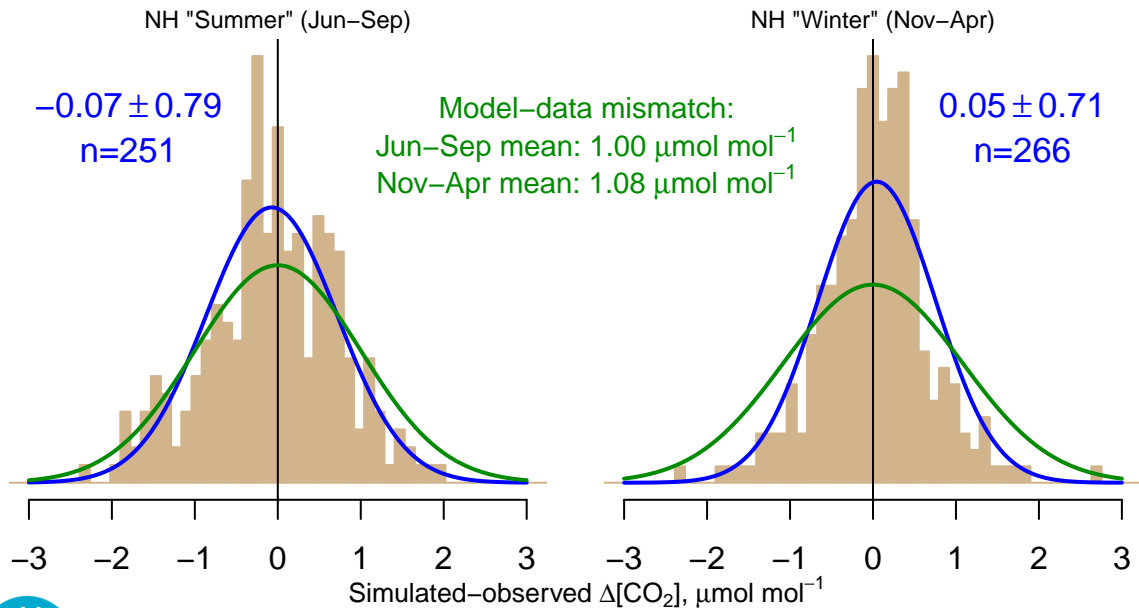 NH "Summer" (Jun−Sep)
NH "Winter" (Nov−Apr)
−0.07 ± 0.79
n=251
Model−data mismatch:
Jun−Sep mean: 1.00 μmol mol⁻¹
Nov−Apr mean: 1.08 μmol mol⁻¹
0.05 ± 0.71
n=266
−3 −2 −1 0 1 2 3
−3 −2 −1 0 1 2 3
Simulated−observed Δ[CO₂], μmol mol⁻¹